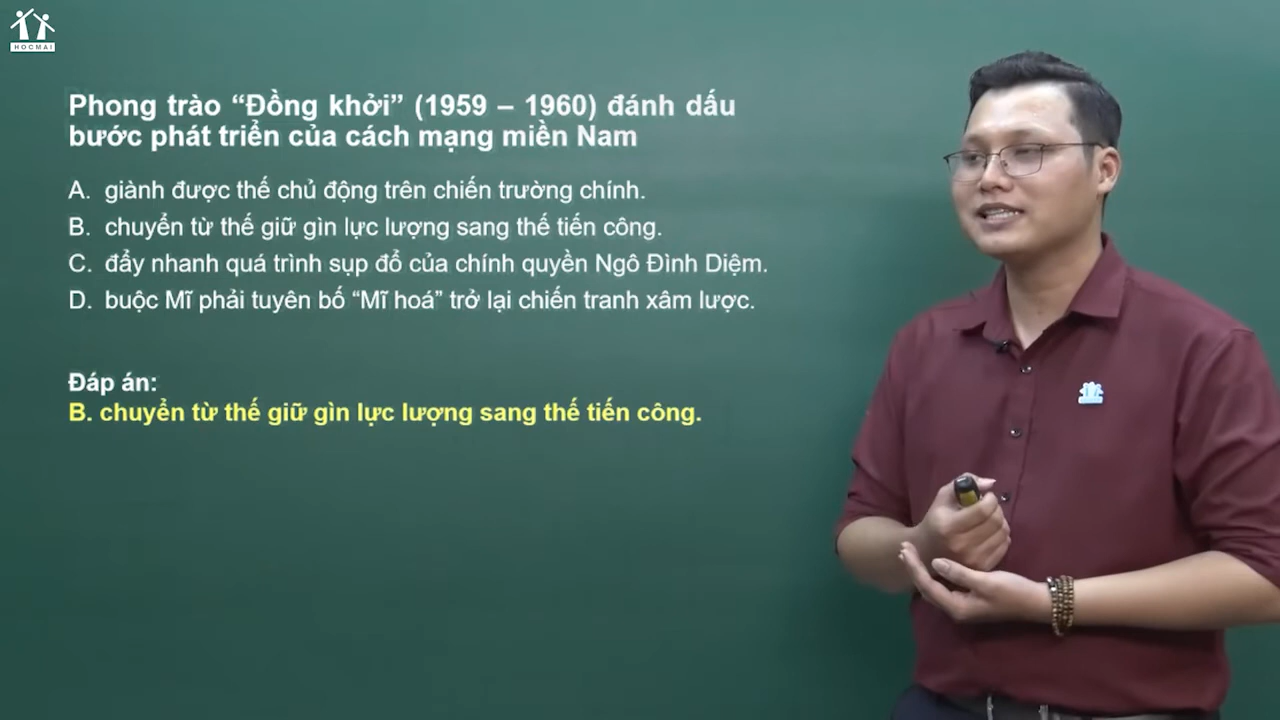 HOCMAI
Phong trào “Đồng khởi” (1959 – 1960) đánh dấu
bước phát triển của cách mạng miền Nam
A. giành được thế chủ động trên chiến trường chính.
B. chuyển từ thế giữ gìn lực lượng sang thế tiến công.
C. đẩy nhanh quá trình sụp đổ của chính quyền Ngô Đình Diệm.
D. buộc Mĩ phải tuyên bố “Mĩ hoá” trở lại chiến tranh xâm lược.
Đáp án:
B. chuyển từ thế giữ gìn lực lượng sang thế tiến công.